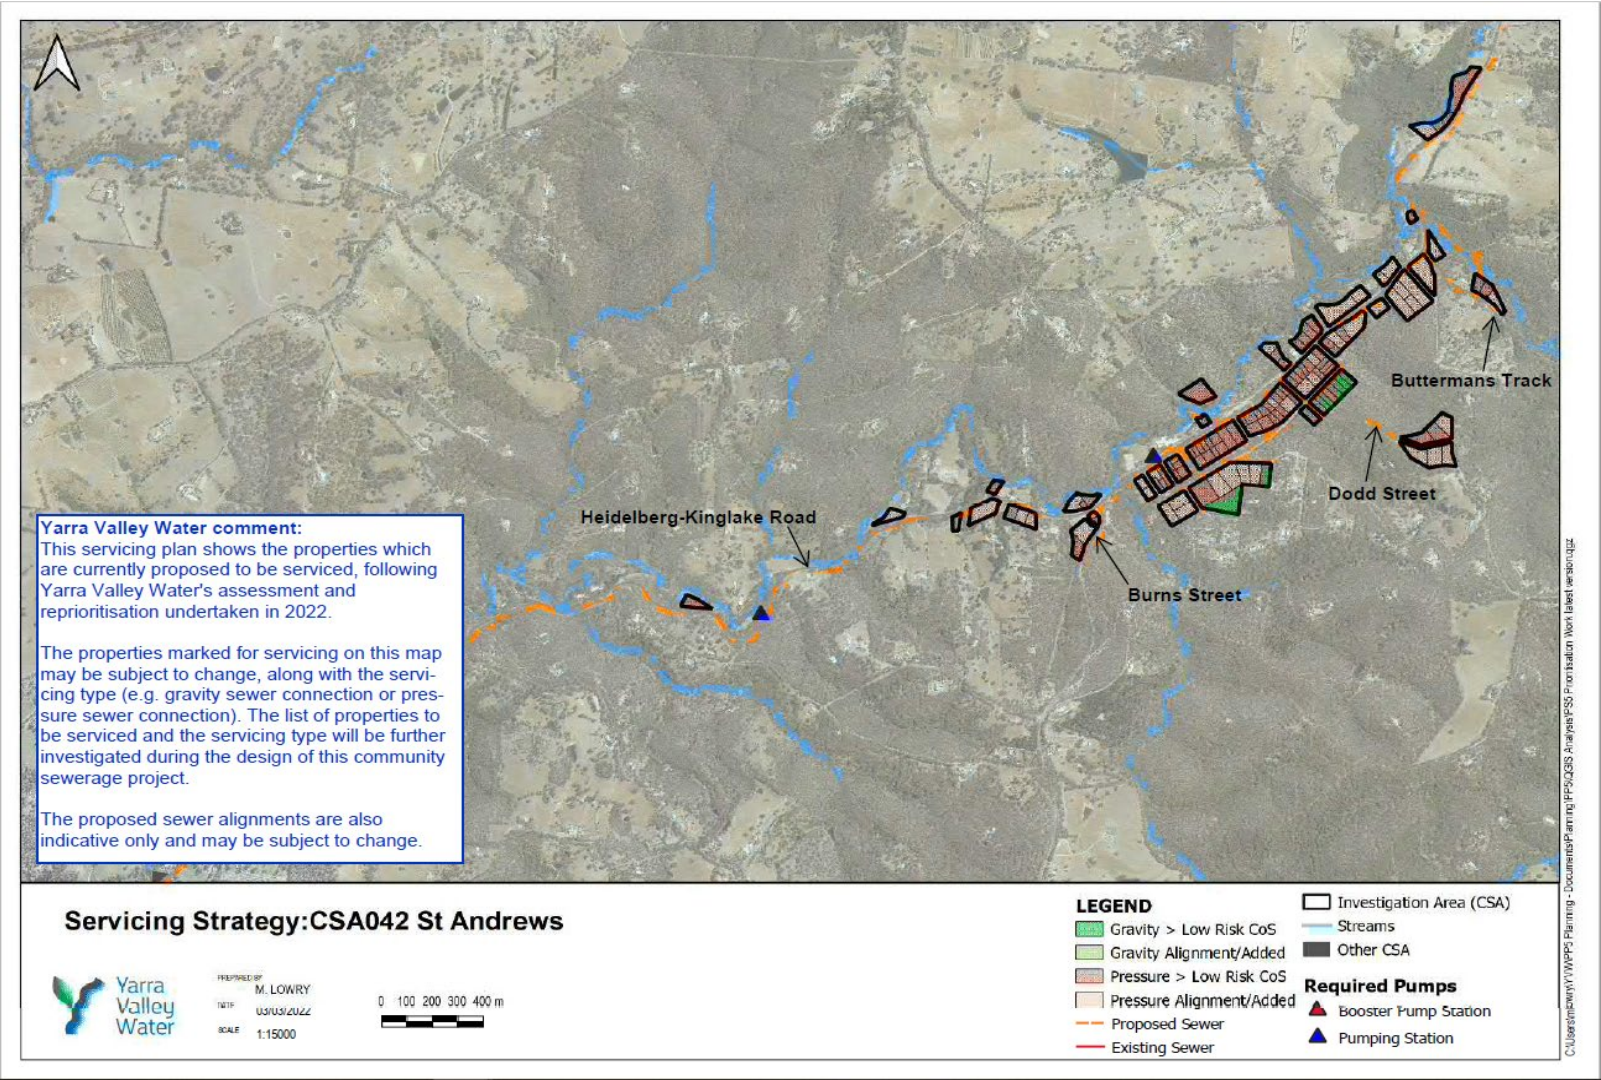 Buttermans Track
Dodd Street
Heidelberg-Kinglake Road
Burns Street
Yarra Valley Water comment:
This servicing plan shows the properties which
are currently proposed to be serviced, following
Yarra Valley Water's assessment and
reprioritisation undertaken in 2022.
The properties marked for servicing on this map
may be subject to change, along with the servi-
cing type (e.g. gravity sewer connection or pres-
sure sewer connection). The list of properties to
be serviced and the servicing type will be further
investigated during the design of this community
sewerage project.
The proposed sewer alignments are also
indicative only and may be subject to change.
Servicing Strategy:CSA042 St Andrews
Yarra
Valley
Water
PREPARED BY
M. LOWRY
DATE
03/03/2022
SCALE
1:15000
0 100 200 300 400 m
LEGEND
Gravity > Low Risk CoS
Gravity Alignment/Added
Pressure > Low Risk CoS
Pressure Alignment/Added
Proposed Sewer
Existing Sewer
Investigation Area (CSA)
Streams
Other CSA
Required Pumps
Booster Pump Station
Pumping Station